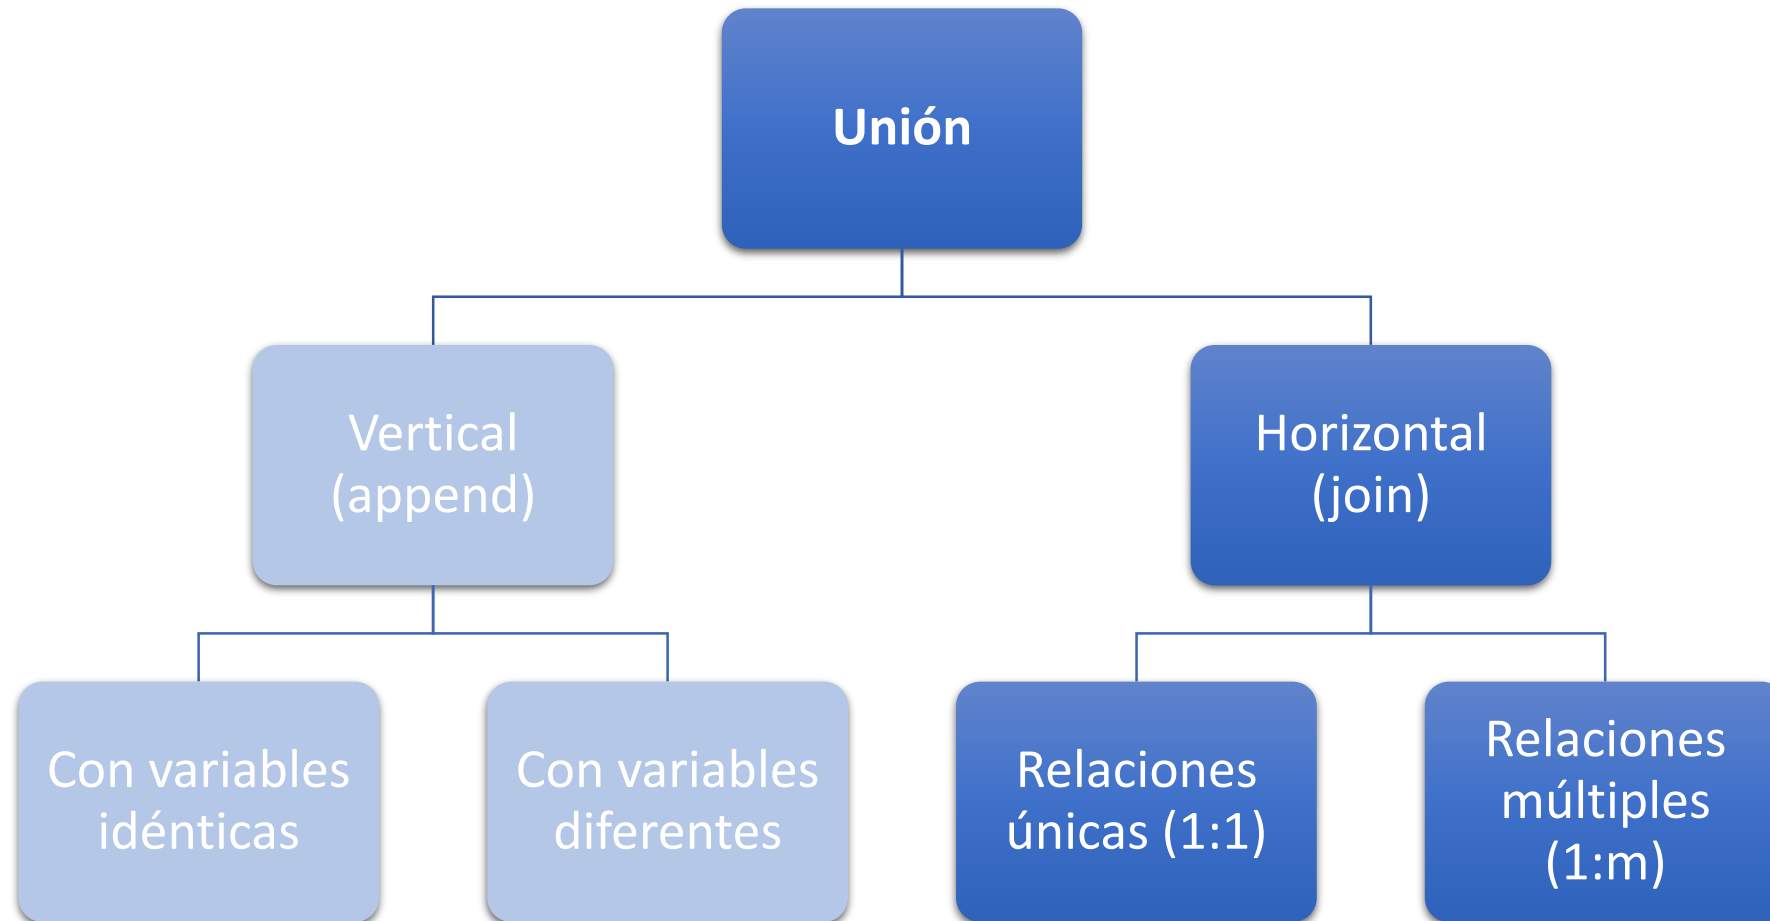 Unión
Vertical
(append)
Horizontal
(join)
Con variables
idénticas
Con variables
diferentes
Relaciones
únicas (1:1)
Relaciones
múltiples
(1:m)